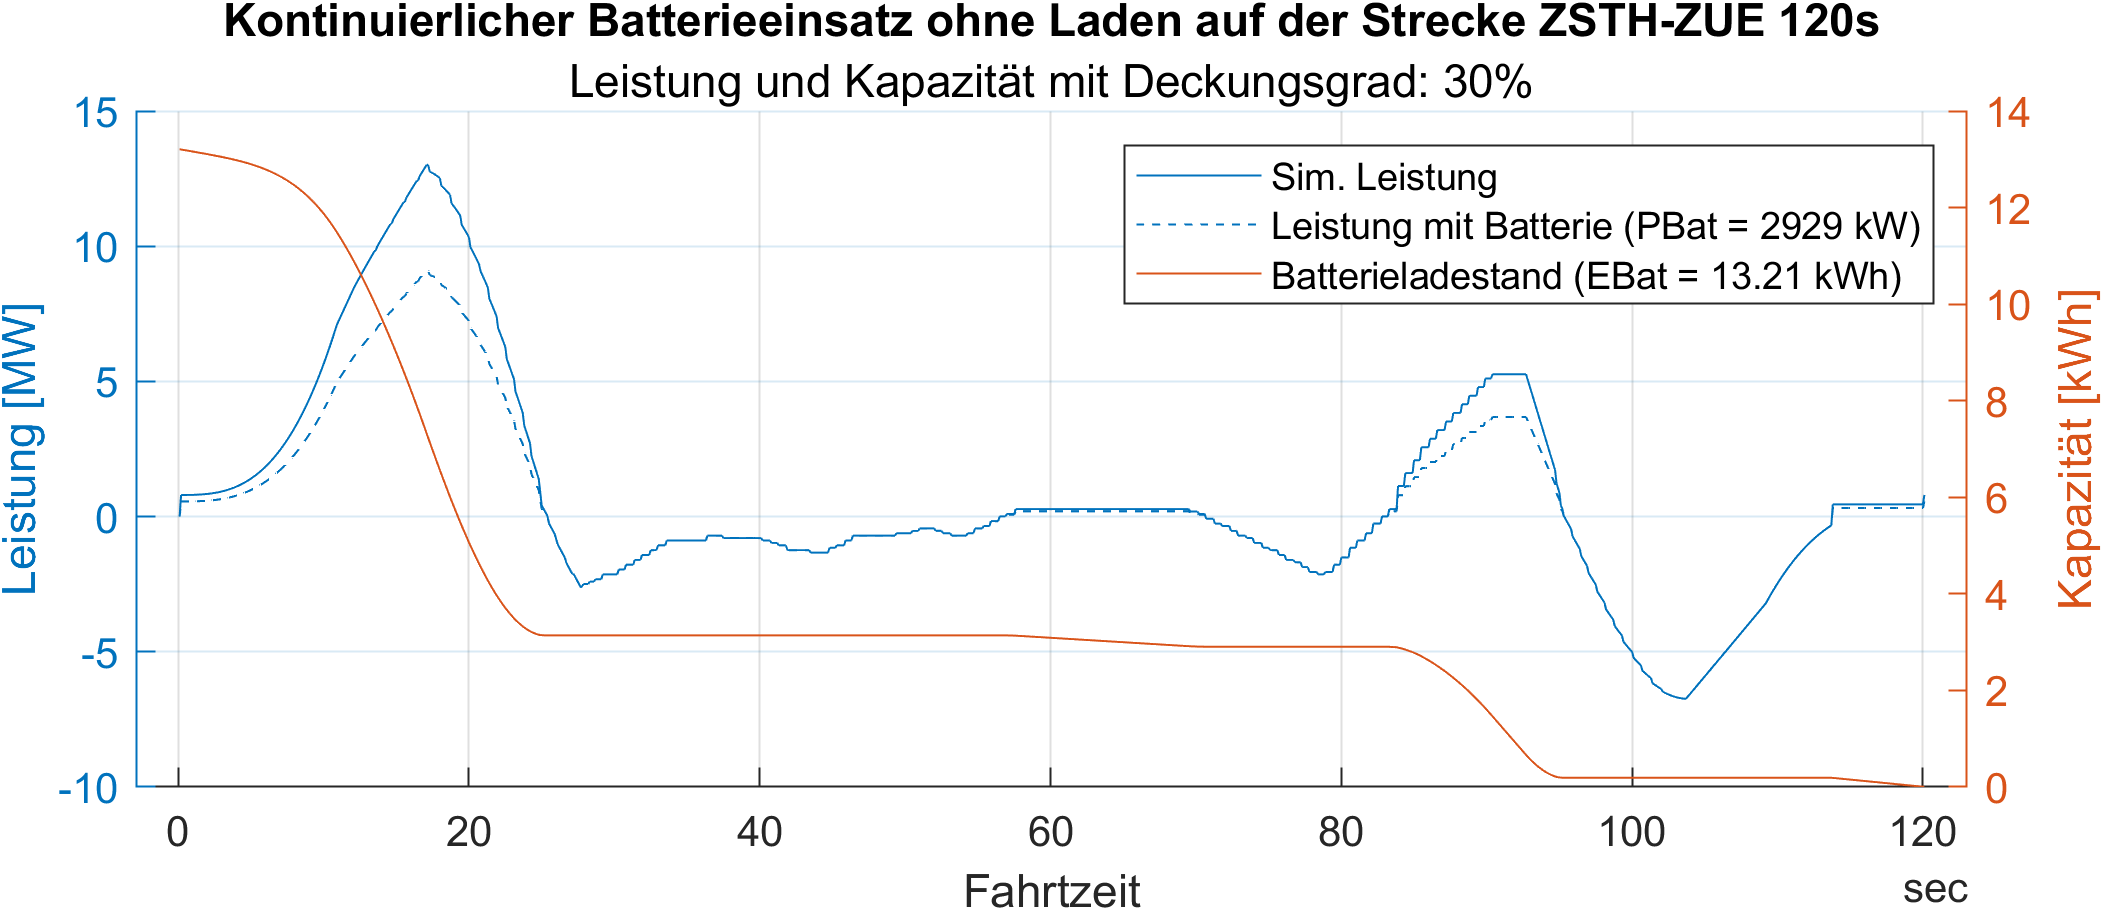 Kontinuierlicher Batterieeinsatz ohne Laden auf der Strecke ZSTH-ZUE 120s
Leistung und Kapazität mit Deckungsgrad: 30%
Leistung [MW]
15
10
5
0
-5
-10
Sim. Leistung
Leistung mit Batterie (PBat = 2929 kW)
Batterieladestand (EBat = 13.21 kWh)
14
12
10
8
6
4
2
0
Kapazität [kWh]
0 20 40 60 80 100 120
Fahrtzeit
sec